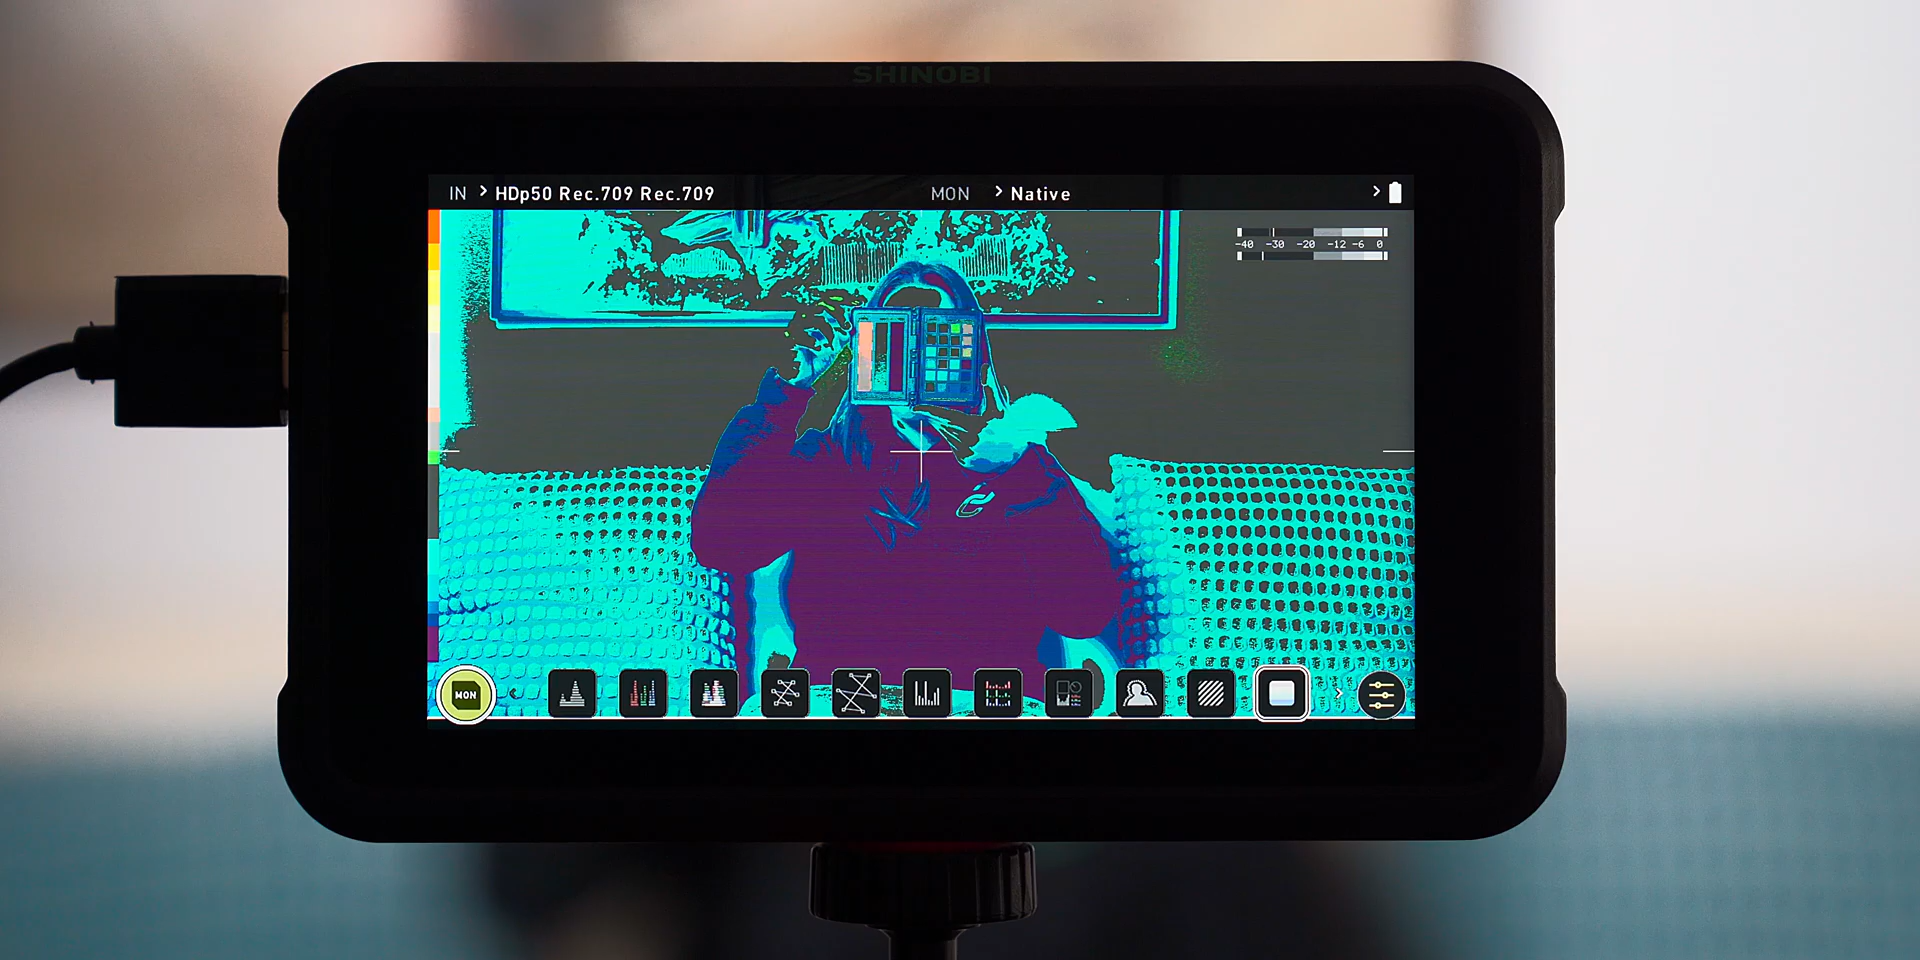 SHINOBI
IN > HDp50 Rec.709 Rec.709 MON > Native >
-40 -30 -20 -12 -6 0
MON